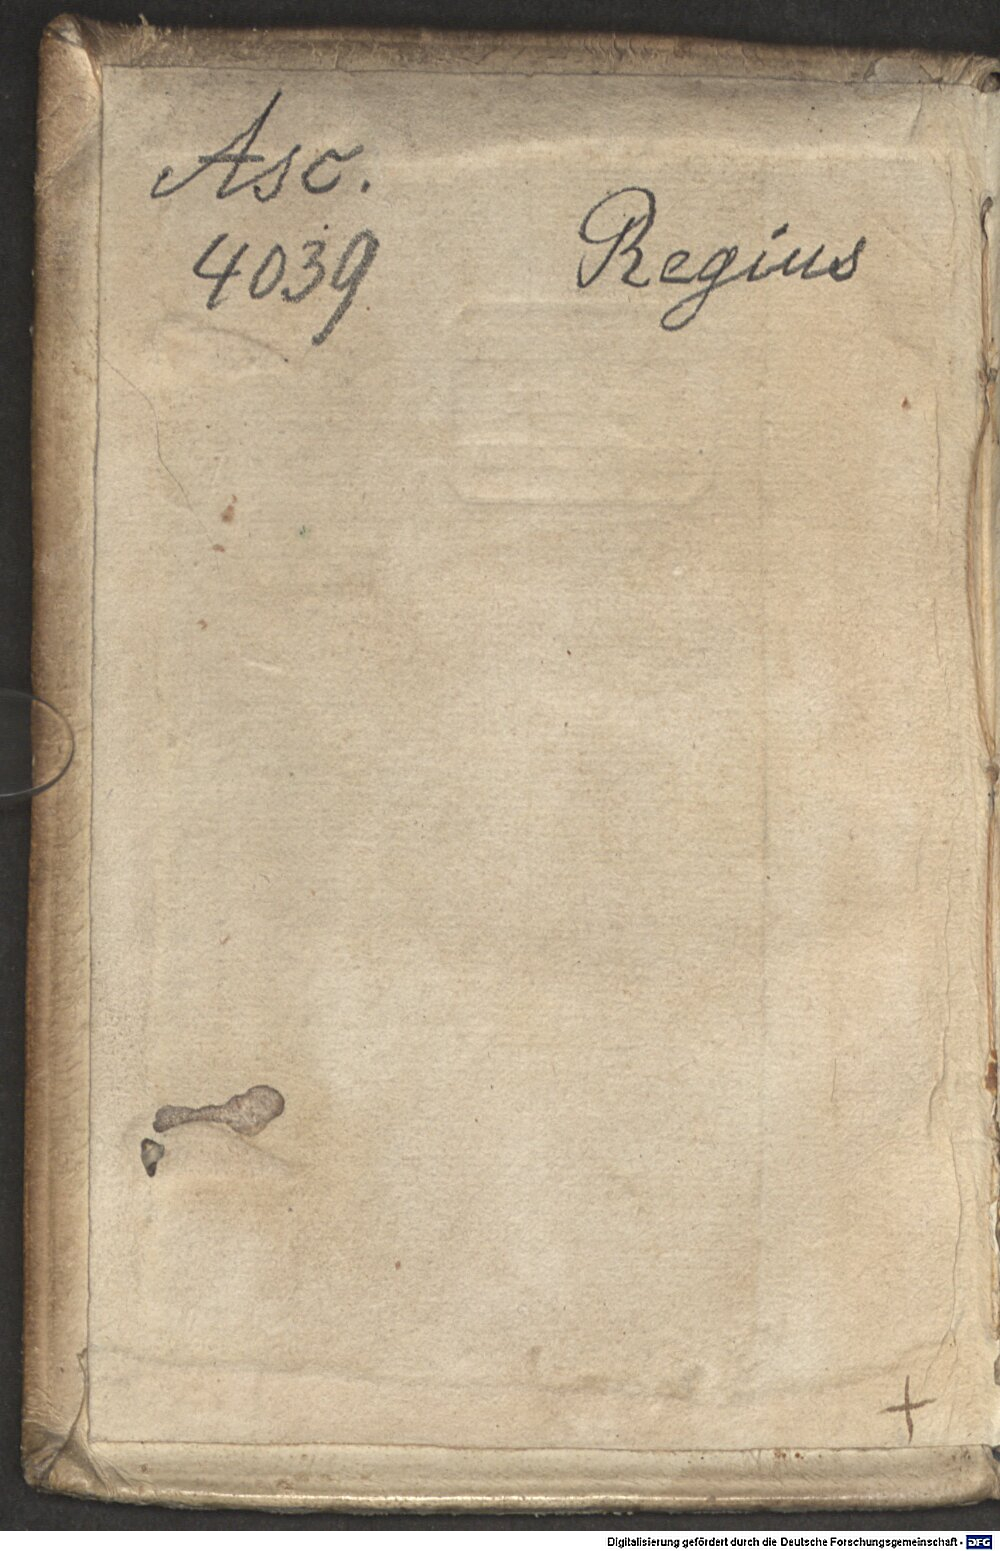 Asc.
4039
Regius
+
Digitalisierung gefördert durch die Deutsche Forschungsgemeinschaft - DFG